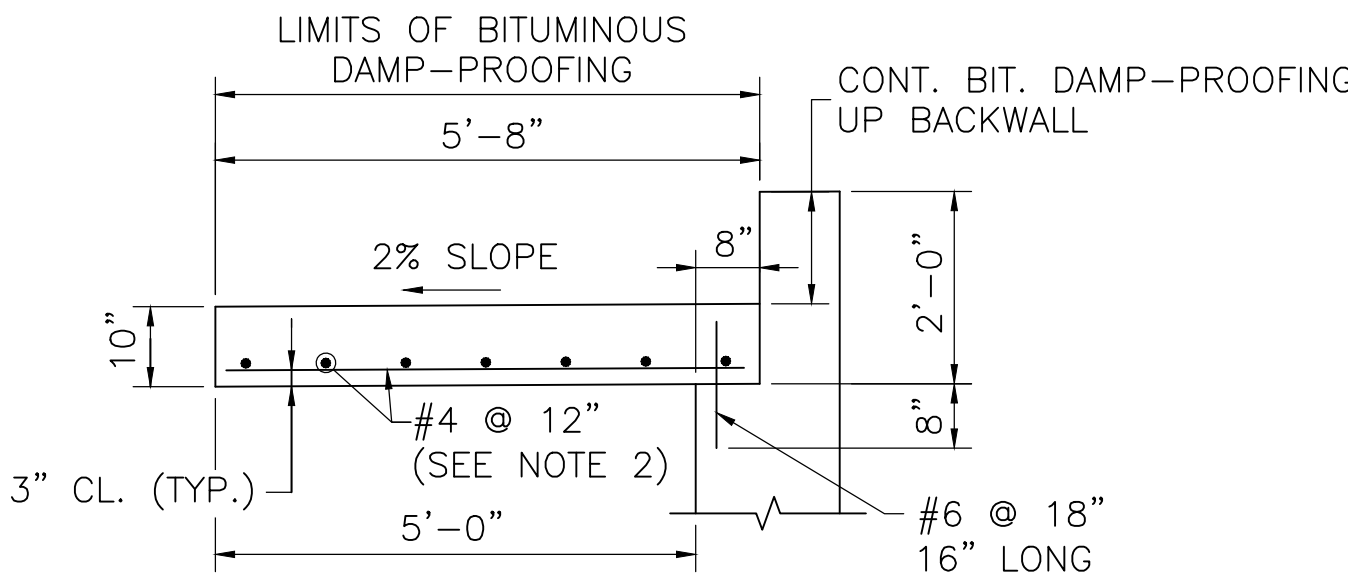 LIMITS OF BITUMINOUS
DAMP-PROOFING
CONT. BIT. DAMP-PROOFING
UP BACKWALL
5'-8"
8"
2% SLOPE
2'-0"
10"
8"
#4 @ 12"
(SEE NOTE 2)
3" CL. (TYP.)
5'-0"
#6 @ 18"
16" LONG